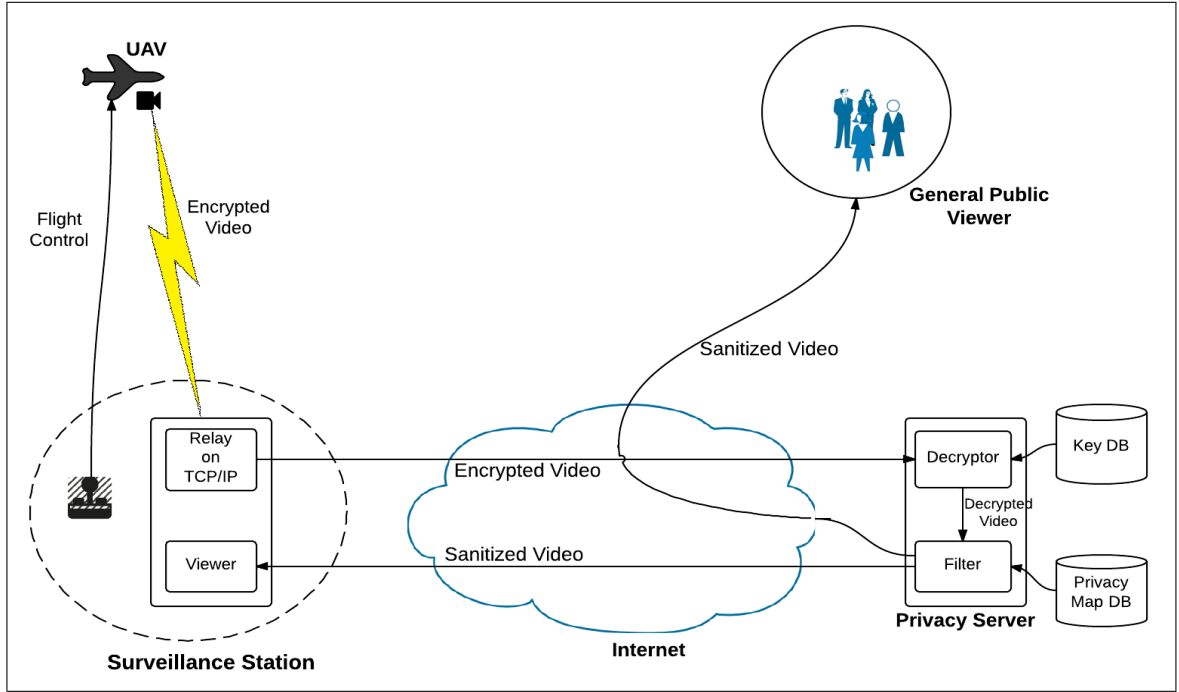 UAV
Flight
Control
Encrypted
Video
General Public
Viewer
Sanitized Video
Relay
on
TCP/IP
Encrypted Video
Decryptor
Key DB
Decrypted
Video
Viewer
Sanitized Video
Filter
Privacy
Map DB
Privacy Server
Internet
Surveillance Station